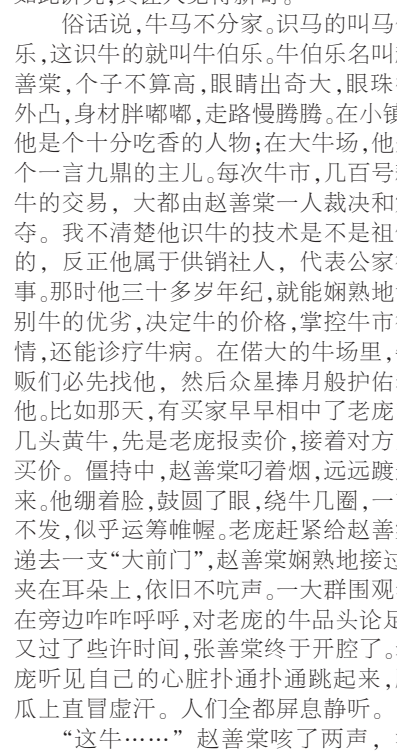 俗话说,牛马不分家。识马的叫马
乐,这识牛的就叫牛伯乐。牛伯乐名叫
善棠,个子不算高,眼睛出奇大,眼珠
外凸,身材胖嘟嘟,走路慢腾腾。在小镇
他是个十分吃香的人物;在大牛场,他
个一言九鼎的主儿。每次牛市,几百号
牛的交易，大都由赵善棠一人裁决和
夺。我不清楚他识牛的技术是不是祖
的，反正他属于供销社人，代表公家
事。那时他三十多岁年纪,就能娴熟地
别牛的优劣,决定牛的价格,掌控牛市
情,还能诊疗牛病。在偌大的牛场里,
贩们必先找他，然后众星捧月般护佑
他。比如那天,有买家早早相中了老庞
几头黄牛,先是老庞报卖价,接着对方
买价。僵持中,赵善棠叼着烟,远远踱
来。他绷着脸,鼓圆了眼,绕牛几圈,一
不发,似乎运筹帷幄。老庞赶紧给赵善
递去一支“大前门”,赵善棠娴熟地接过
夹在耳朵上,依旧不吭声。一大群围观
在旁边咋咋呼呼,对老庞的牛品头论足
又过了些许时间,张善棠终于开腔了。
庞听见自己的心脏扑通扑通跳起来,
瓜上直冒虚汗。人们全都屏息静听。
“这牛……”赵善棠咳了两声,